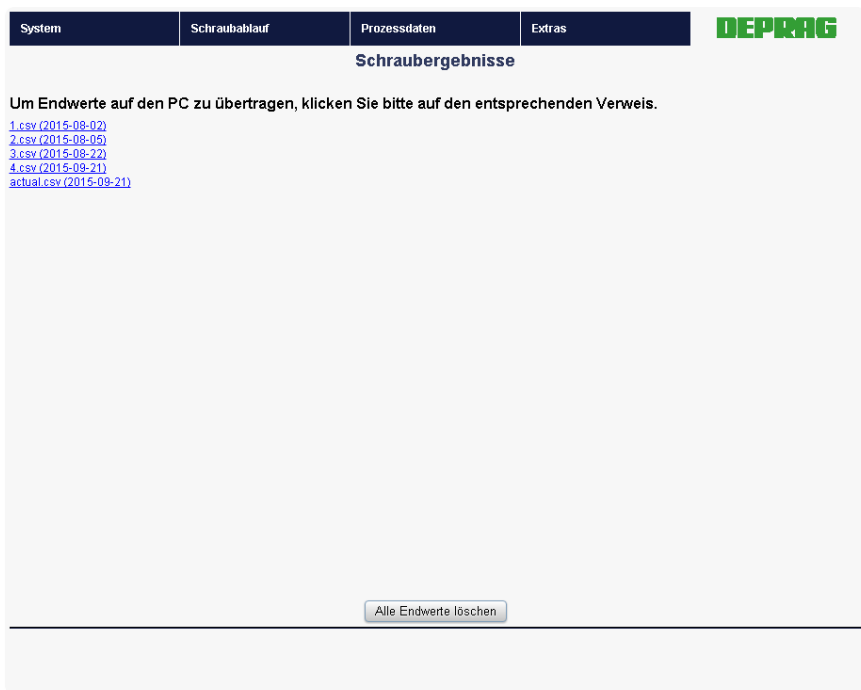 System Schraubablauf Prozessdaten Extras DEPRAG
Schraubergebnisse
Um Endwerte auf den PC zu übertragen, klicken Sie bitte auf den entsprechenden Verweis.
1.csv (2015-08-02)
2.csv (2015-08-05)
3.csv (2015-08-22)
4.csv (2015-09-21)
actual.csv (2015-09-21)
Alle Endwerte löschen